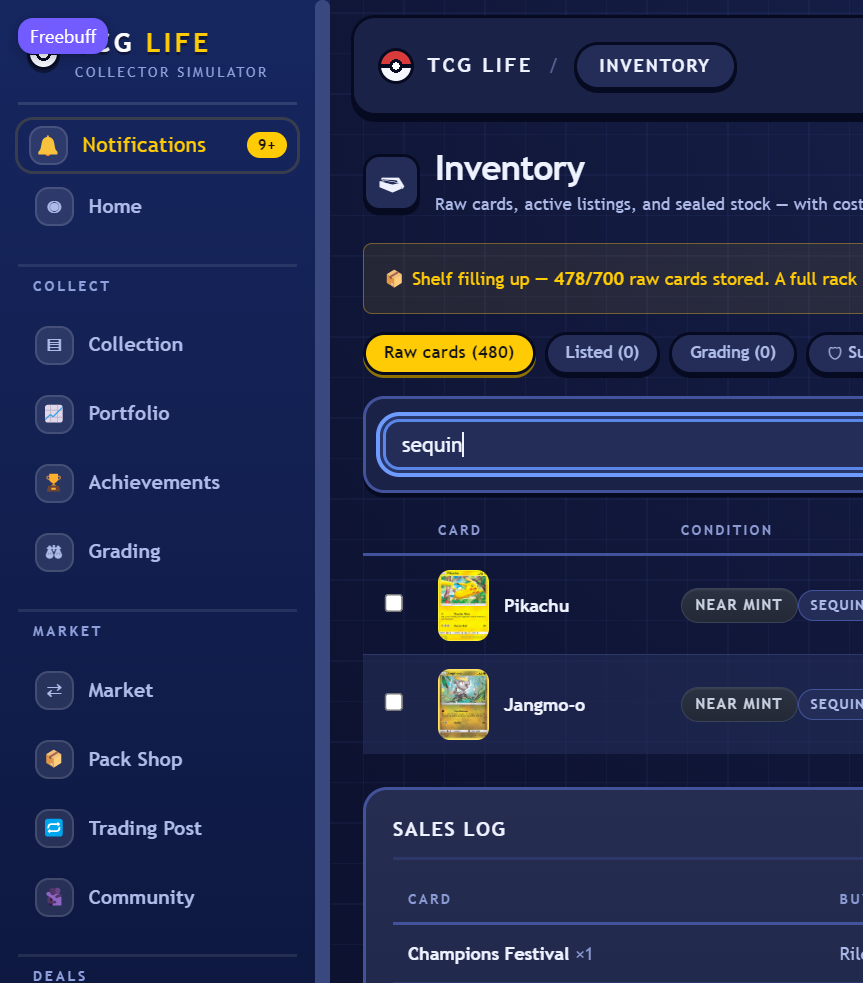 Freebuff
CG LIFE
COLLECTOR SIMULATOR
Notifications
9+
Home
COLLECT
Collection
Portfolio
Achievements
Grading
MARKET
Market
Pack Shop
Trading Post
Community
DEALS
TCG LIFE / INVENTORY
Inventory
Raw cards, active listings, and sealed stock — with cost
Shelf filling up — 478/700 raw cards stored. A full rack
Raw cards (480)
Listed (0)
Grading (0)
Su
sequin
CARD
CONDITION
Pikachu
NEAR MINT
SEQUIN
Jangmo-o
NEAR MINT
SEQUIN
SALES LOG
CARD
BU
Champions Festival ×1
Rile